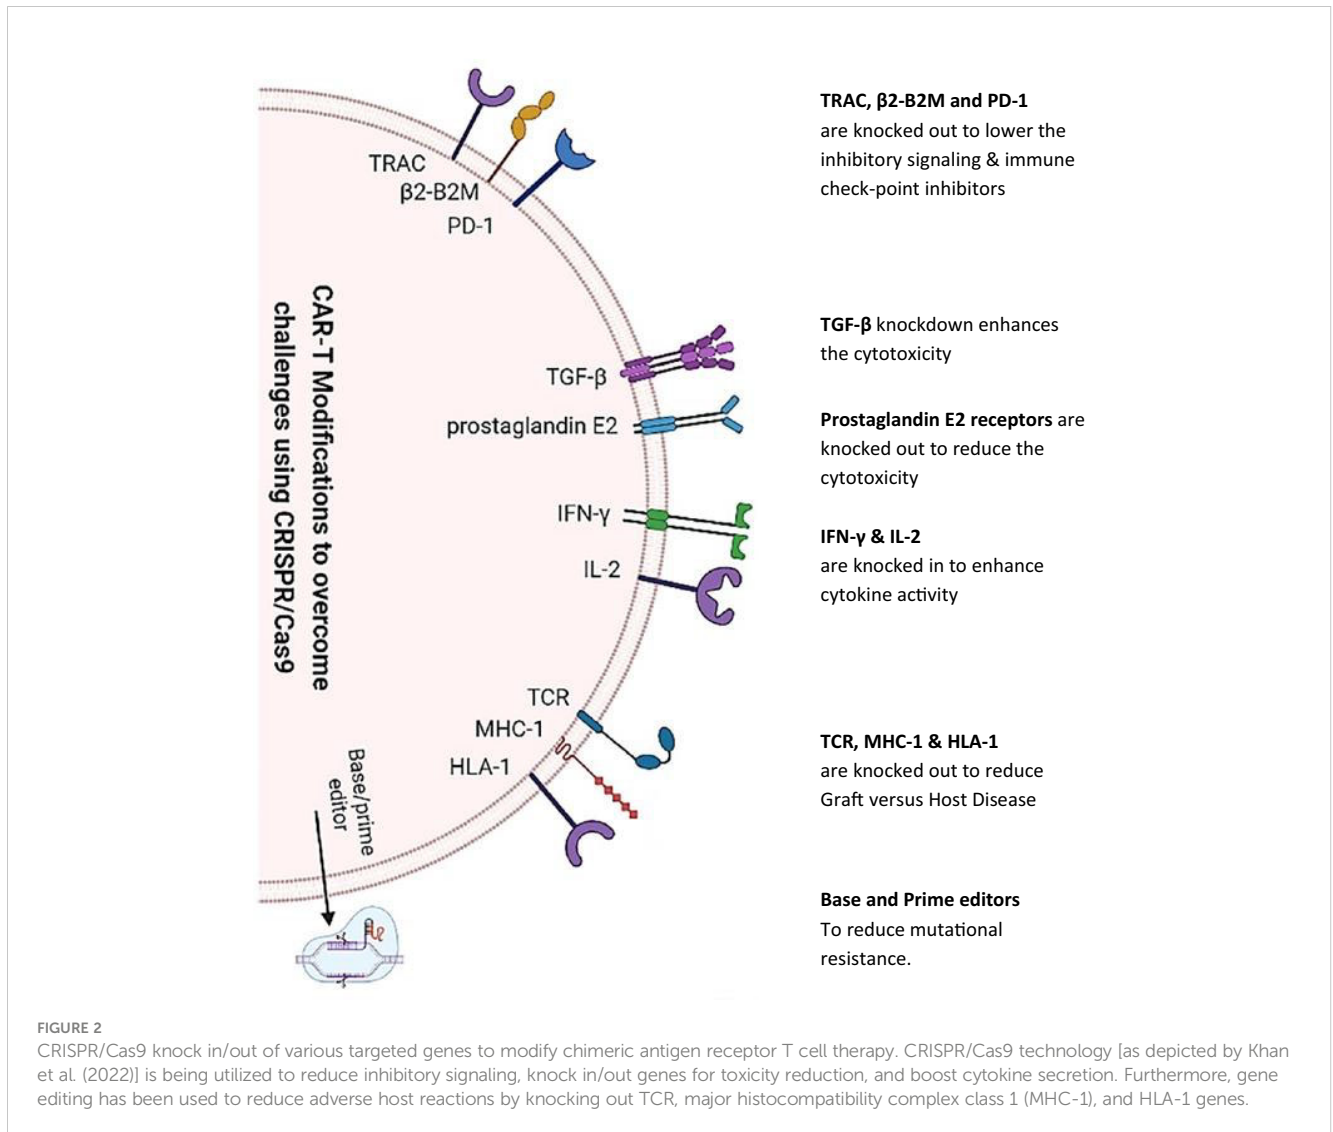 TRAC
β2-B2M
PD-1
TGF-β
prostaglandin E2
IFN-γ
IL-2
TCR
MHC-1
HLA-1
CAR-T Modifications to overcome
challenges using CRISPR/Cas9
Base/prime
editor
TRAC, β2-B2M and PD-1
are knocked out to lower the
inhibitory signaling & immune
check-point inhibitors
TGF-β knockdown enhances
the cytotoxicity
Prostaglandin E2 receptors are
knocked out to reduce the
cytotoxicity
IFN-γ & IL-2
are knocked in to enhance
cytokine activity
TCR, MHC-1 & HLA-1
are knocked out to reduce
Graft versus Host Disease
Base and Prime editors
To reduce mutational
resistance.
FIGURE 2
CRISPR/Cas9 knock in/out of various targeted genes to modify chimeric antigen receptor T cell therapy. CRISPR/Cas9 technology [as depicted by Khan
et al. (2022)] is being utilized to reduce inhibitory signaling, knock in/out genes for toxicity reduction, and boost cytokine secretion. Furthermore, gene
editing has been used to reduce adverse host reactions by knocking out TCR, major histocompatibility complex class 1 (MHC-1), and HLA-1 genes.